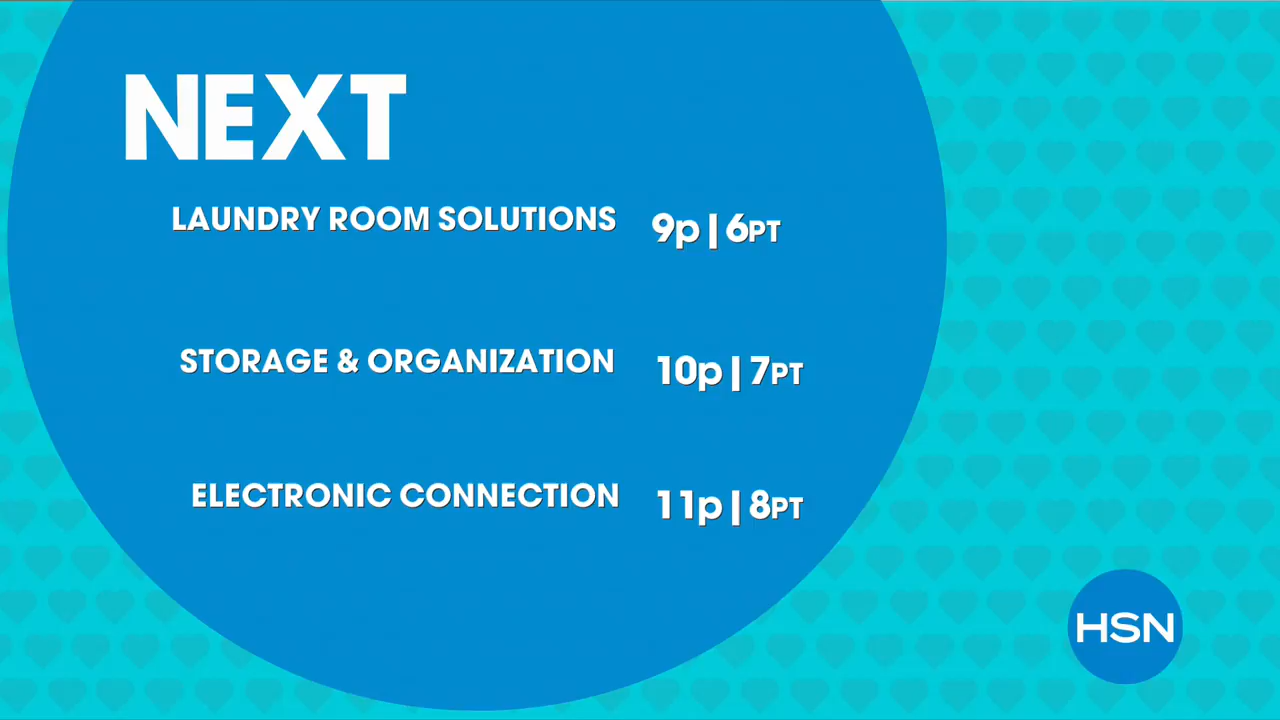 NEXT
LAUNDRY ROOM SOLUTIONS 9p | 6PT
STORAGE & ORGANIZATION 10p | 7PT
ELECTRONIC CONNECTION 11p | 8PT
HSN